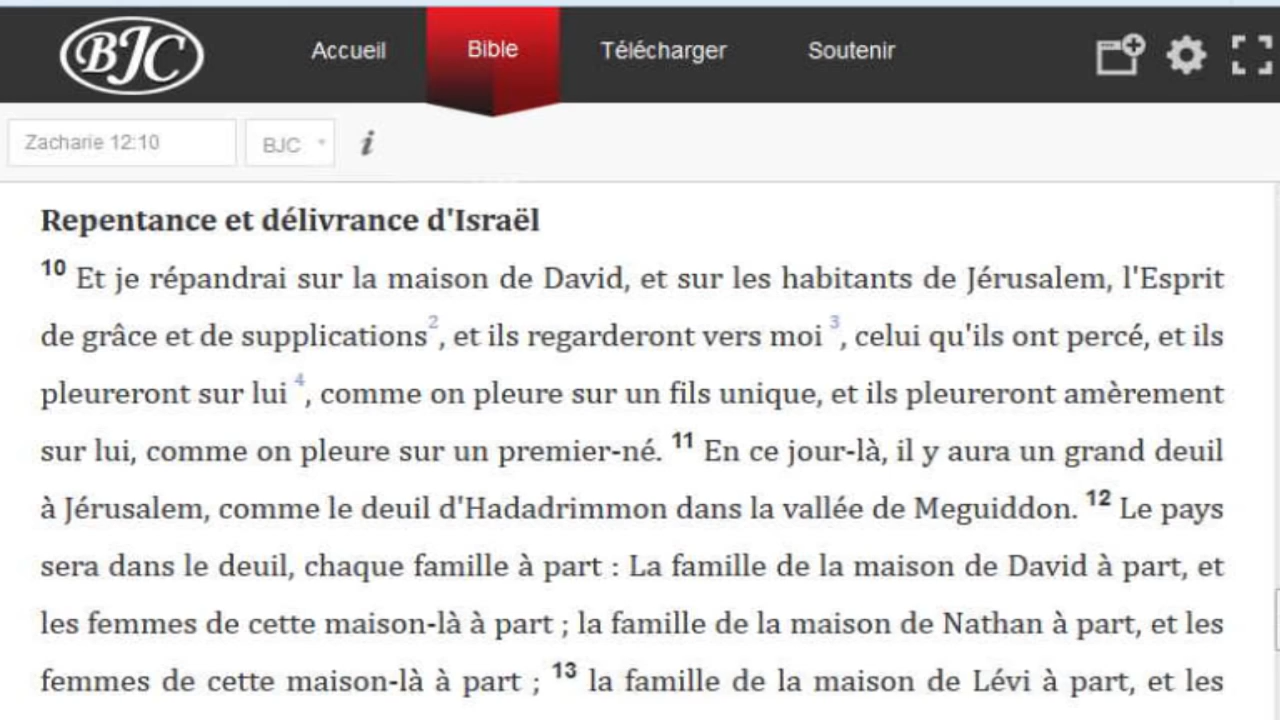 BJC Accueil Bible Télécharger Soutenir
Zacharie 12:10 BJC i
Repentance et délivrance d'Israël
10 Et je répandrai sur la maison de David, et sur les habitants de Jérusalem, l'Esprit
de grâce et de supplications2, et ils regarderont vers moi 3, celui qu'ils ont percé, et ils
pleureront sur lui 4, comme on pleure sur un fils unique, et ils pleureront amèrement
sur lui, comme on pleure sur un premier-né. 11 En ce jour-là, il y aura un grand deuil
à Jérusalem, comme le deuil d'Hadadrimmon dans la vallée de Meguiddon. 12 Le pays
sera dans le deuil, chaque famille à part : La famille de la maison de David à part, et
les femmes de cette maison-là à part ; la famille de la maison de Nathan à part, et les
femmes de cette maison-là à part ; 13 la famille de la maison de Lévi à part, et les